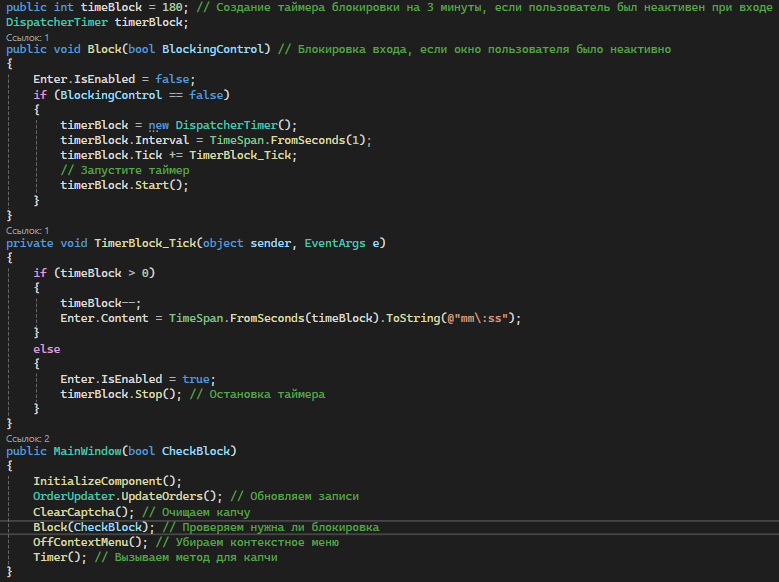 public int timeBlock = 180; // Создание таймера блокировки на 3 минуты, если пользователь был неактивен при входе
DispatcherTimer timerBlock;
Ссылок: 1
public void Block(bool BlockingControl) // Блокировка входа, если окно пользователя было неактивно
{
Enter.IsEnabled = false;
if (BlockingControl == false)
{
timerBlock = new DispatcherTimer();
timerBlock.Interval = TimeSpan.FromSeconds(1);
timerBlock.Tick += TimerBlock_Tick;
// Запустите таймер
timerBlock.Start();
}
}
Ссылок: 1
private void TimerBlock_Tick(object sender, EventArgs e)
{
if (timeBlock > 0)
{
timeBlock--;
Enter.Content = TimeSpan.FromSeconds(timeBlock).ToString(@"mm\:ss");
}
else
{
Enter.IsEnabled = true;
timerBlock.Stop(); // Остановка таймера
}
}
Ссылок: 2
public MainWindow(bool CheckBlock)
{
InitializeComponent();
OrderUpdater.UpdateOrders(); // Обновляем записи
ClearCaptcha(); // Очищаем капчу
Block(CheckBlock); // Проверяем нужна ли блокировка
OffContextMenu(); // Убираем контекстное меню
Timer(); // Вызываем метод для капчи
}